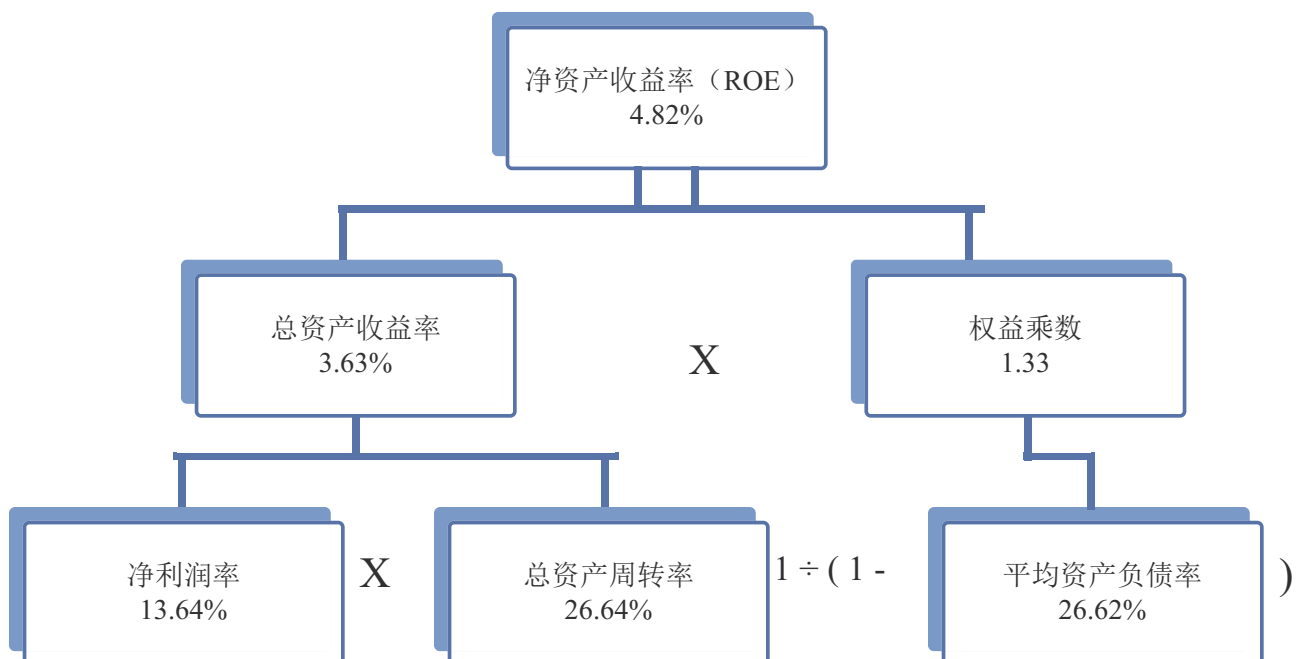 净资产收益率（ROE）
4.82%
总资产收益率
3.63%
X
权益乘数
1.33
净利润率
13.64%
X
总资产周转率
26.64%
1 ÷ ( 1 -
平均资产负债率
26.62%
)